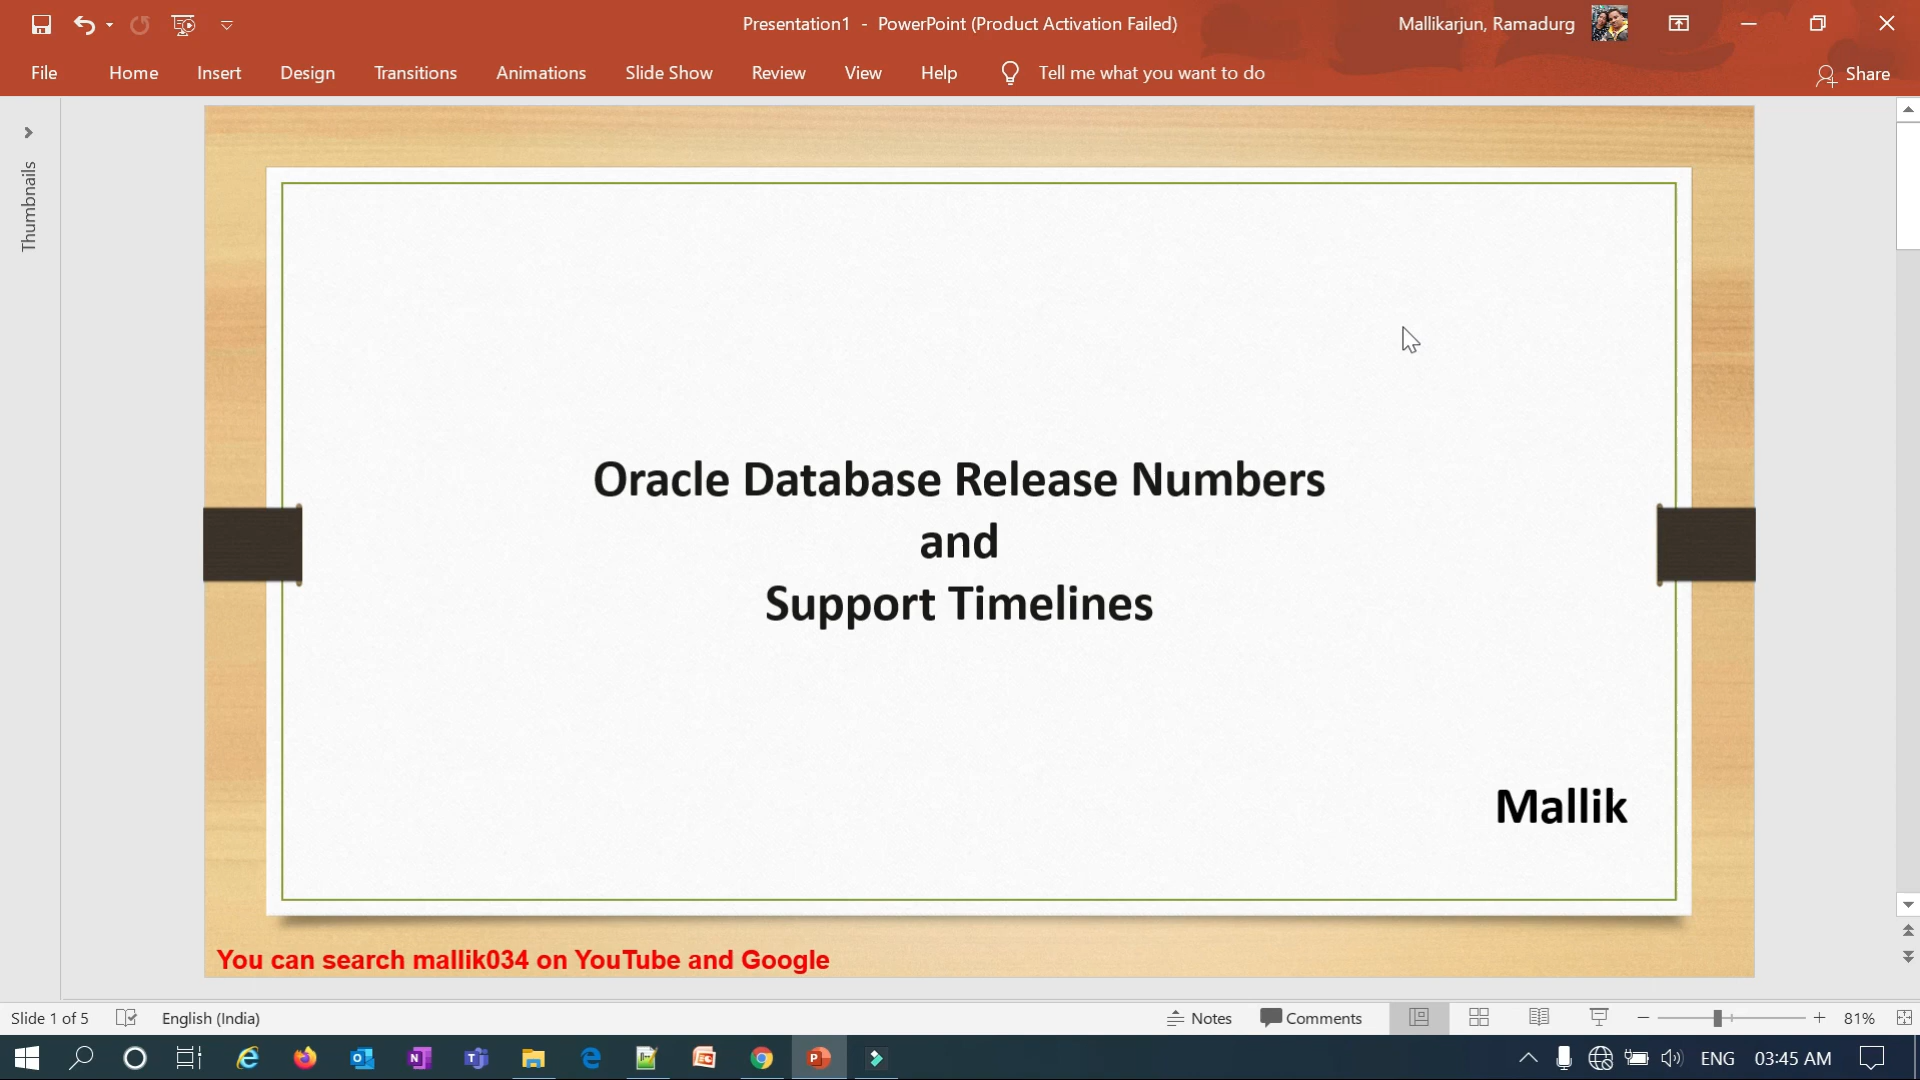 Presentation1 - PowerPoint (Product Activation Failed)
Mallikarjun, Ramadurg
File Home Insert Design Transitions Animations Slide Show Review View Help Tell me what you want to do Share
Thumbnails
Oracle Database Release Numbers
and
Support Timelines
Mallik
You can search mallik034 on YouTube and Google
Slide 1 of 5 English (India) Notes Comments 81%
ENG 03:45 AM